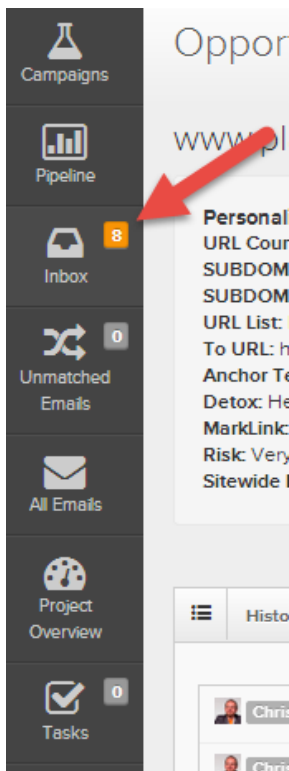 Campaigns
Pipeline
8
Inbox
0
Unmatched
Emails
All Emails
Project
Overview
0
Tasks
Oppor
www.pl
Personal
URL Cour
SUBDOM
SUBDOM
URL List:
To URL: h
Anchor Te
Detox: He
MarkLink:
Risk: Very
Sitewide
Histo
Chris
Chris